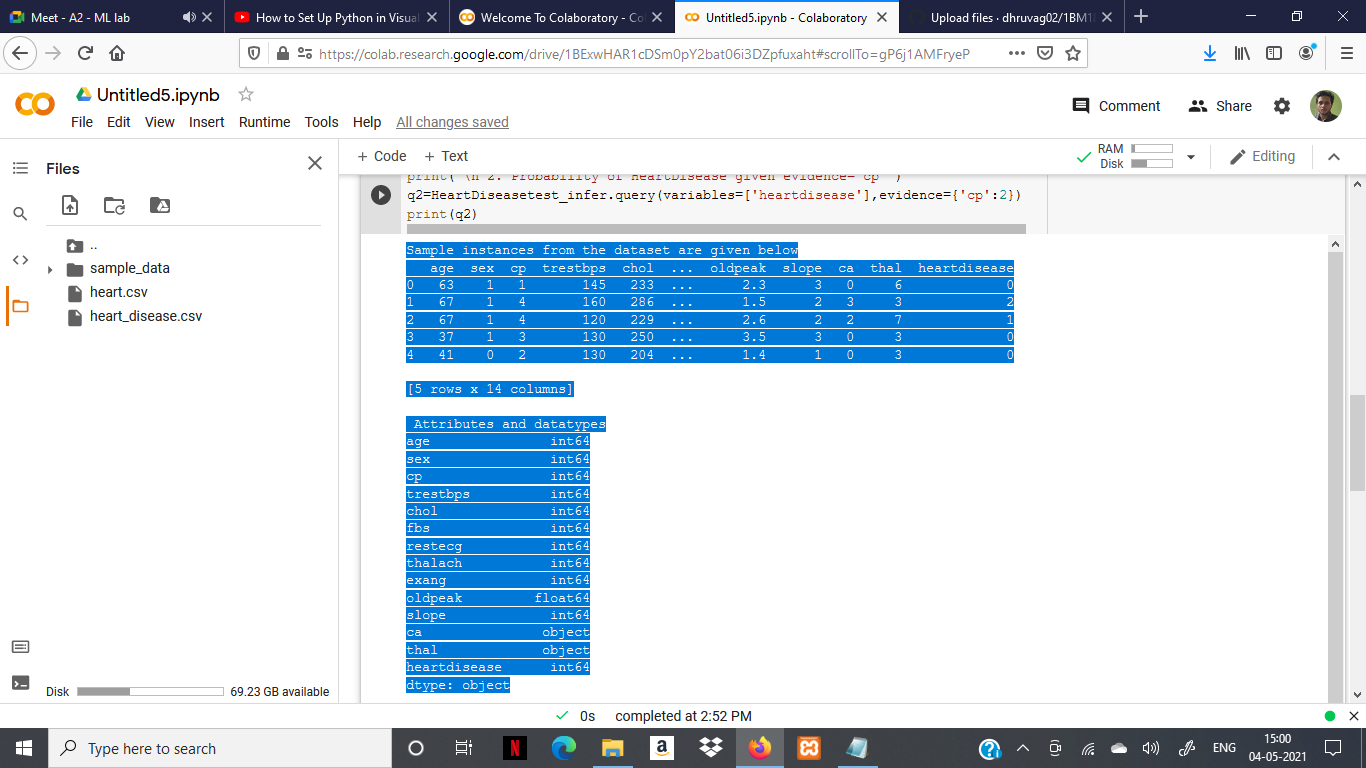 Meet - A2 - ML lab
How to Set Up Python in Visual
Welcome To Colaboratory - Co
Untitled5.ipynb - Colaboratory
Upload files · dhruvag02/1BM1
https://colab.research.google.com/drive/1BExwHAR1cDSm0pY2bat06i3DZpfuxaht#scrollTo=gP6j1AMFryeP
Untitled5.ipynb
File Edit View Insert Runtime Tools Help All changes saved
Comment Share
Files
+ Code + Text
RAM
Disk
Editing
..
sample_data
heart.csv
heart_disease.csv
Disk 69.23 GB available
print('\n 2. Probability of HeartDisease given evidence= cp ')
q2=HeartDiseasetest_infer.query(variables=['heartdisease'],evidence={'cp':2})
print(q2)
Sample instances from the dataset are given below
   age  sex  cp  trestbps  chol  ...  oldpeak  slope  ca  thal  heartdisease
0   63    1   1       145   233  ...      2.3      3   0     6             0
1   67    1   4       160   286  ...      1.5      2   3     3             2
2   67    1   4       120   229  ...      2.6      2   2     7             1
3   37    1   3       130   250  ...      3.5      3   0     3             0
4   41    0   2       130   204  ...      1.4      1   0     3             0
[5 rows x 14 columns]
Attributes and datatypes
age               int64
sex               int64
cp                int64
trestbps          int64
chol              int64
fbs               int64
restecg           int64
thalach           int64
exang             int64
oldpeak         float64
slope             int64
ca               object
thal             object
heartdisease      int64
dtype: object
0s completed at 2:52 PM
Type here to search
ENG
15:00
04-05-2021